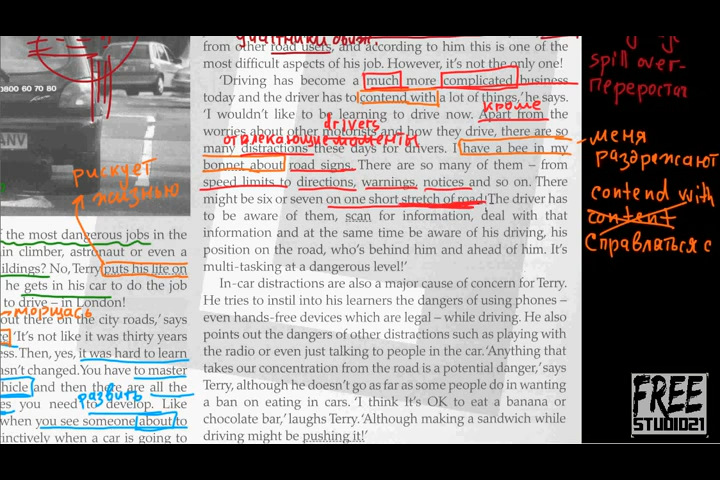 0800 60 70 80
ANV
рискует
жизнью
f the most dangerous jobs in the
in climber, astronaut or even a
ildings? No, Terry puts his life on
he gets in his car to do the job
to drive – in London!
морщась
out there on the city roads,' says
'It's not like it was thirty years
ess. Then, yes, it was hard to learn
asn't changed. You have to master
hicle and then there are all the
es you need to develop. Like
развить
when you see someone about to
tinctively when a car is going to
участники движ
from other road users, and according to him this is one of the
most difficult aspects of his job. However, it's not the only one!
'Driving has become a much more complicated business
today and the driver has to contend with a lot of things,' he says.
кроме
'I wouldn't like to be learning to drive now. Apart from the
drivers
worries about other motorists and how they drive, there are so
отвлекающие моменты
many distractions these days for drivers. I have a bee in my
bonnet about road signs. There are so many of them – from
speed limits to directions, warnings, notices and so on. There
might be six or seven on one short stretch of road! The driver has
to be aware of them, scan for information, deal with that
information and at the same time be aware of his driving, his
position on the road, who's behind him and ahead of him. It's
multi-tasking at a dangerous level!'
In-car distractions are also a major cause of concern for Terry.
He tries to instil into his learners the dangers of using phones –
even hands-free devices which are legal – while driving. He also
points out the dangers of other distractions such as playing with
the radio or even just talking to people in the car. 'Anything that
takes our concentration from the road is a potential danger,' says
Terry, although he doesn't go as far as some people do in wanting
a ban on eating in cars. 'I think It's OK to eat a banana or
chocolate bar,' laughs Terry. 'Although making a sandwich while
driving might be pushing it!'
spill over-
перерости
меня
раздражают
contend with
content
справляться с
FREE
STUDIO21